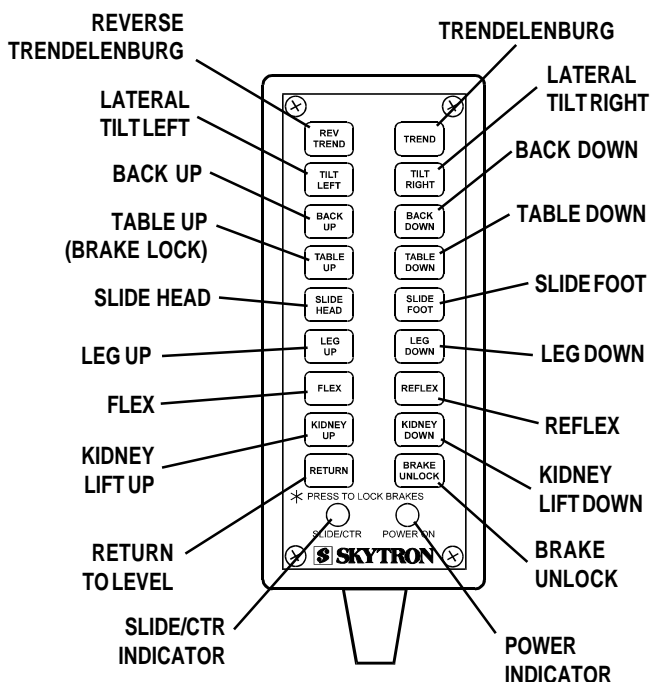 REVERSE
TRENDELENBURG
LATERAL
TILT LEFT
BACK UP
TABLE UP
(BRAKE LOCK)
SLIDE HEAD
LEG UP
FLEX
KIDNEY
LIFT UP
RETURN
TO LEVEL
SLIDE/CTR
INDICATOR
REV
TREND
TREND
TILT
LEFT
TILT
RIGHT
BACK
UP
BACK
DOWN
TABLE
UP
TABLE
DOWN
SLIDE
HEAD
SLIDE
FOOT
LEG
UP
LEG
DOWN
FLEX
REFLEX
KIDNEY
UP
KIDNEY
DOWN
RETURN
BRAKE
UNLOCK
PRESS TO LOCK BRAKES
SLIDE/CTR
POWER ON
S SKYTRON
TRENDELENBURG
LATERAL
TILT RIGHT
BACK DOWN
TABLE DOWN
SLIDE FOOT
LEG DOWN
REFLEX
KIDNEY
LIFT DOWN
BRAKE
UNLOCK
POWER
INDICATOR